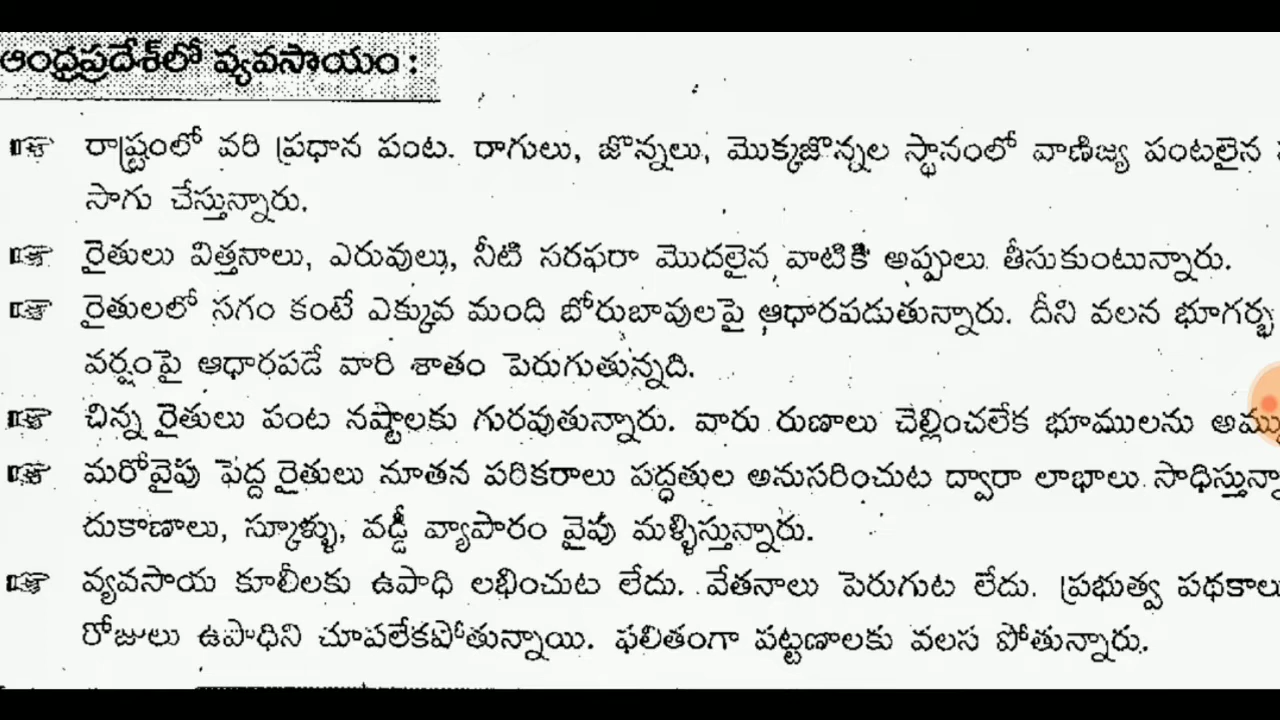 ఆంధ్రప్రదేశ్‌లో వ్యవసాయం :
రాష్ట్రంలో వరి ప్రధాన పంట. రాగులు, జొన్నలు, మొక్కజొన్నల స్థానంలో వాణిజ్య పంటలైన
సాగు చేస్తున్నారు.
రైతులు విత్తనాలు, ఎరువులు, నీటి సరఫరా మొదలైన వాటికి అప్పులు తీసుకుంటున్నారు.
రైతులలో సగం కంటే ఎక్కువ మంది బోరుబావులపై ఆధారపడుతున్నారు. దీని వలన భూగర్భ
వర్షంపై ఆధారపడే వారి శాతం పెరుగుతున్నది.
చిన్న రైతులు పంట నష్టాలకు గురవుతున్నారు. వారు రుణాలు చెల్లించలేక భూములను
మరోవైపు పెద్ద రైతులు నూతన పరికరాలు పద్ధతుల అనుసరించుట ద్వారా లాభాలు సాధిస్తున్నా
దుకాణాలు, స్కూళ్ళు, వడ్డీ వ్యాపారం వైపు మళ్ళిస్తున్నారు.
వ్యవసాయ కూలీలకు ఉపాధి లభించుట లేదు. వేతనాలు పెరుగుట లేదు. ప్రభుత్వ పథకాలు
రోజులు ఉపాధిని చూపలేకపోతున్నాయి. ఫలితంగా పట్టణాలకు వలస పోతున్నారు.